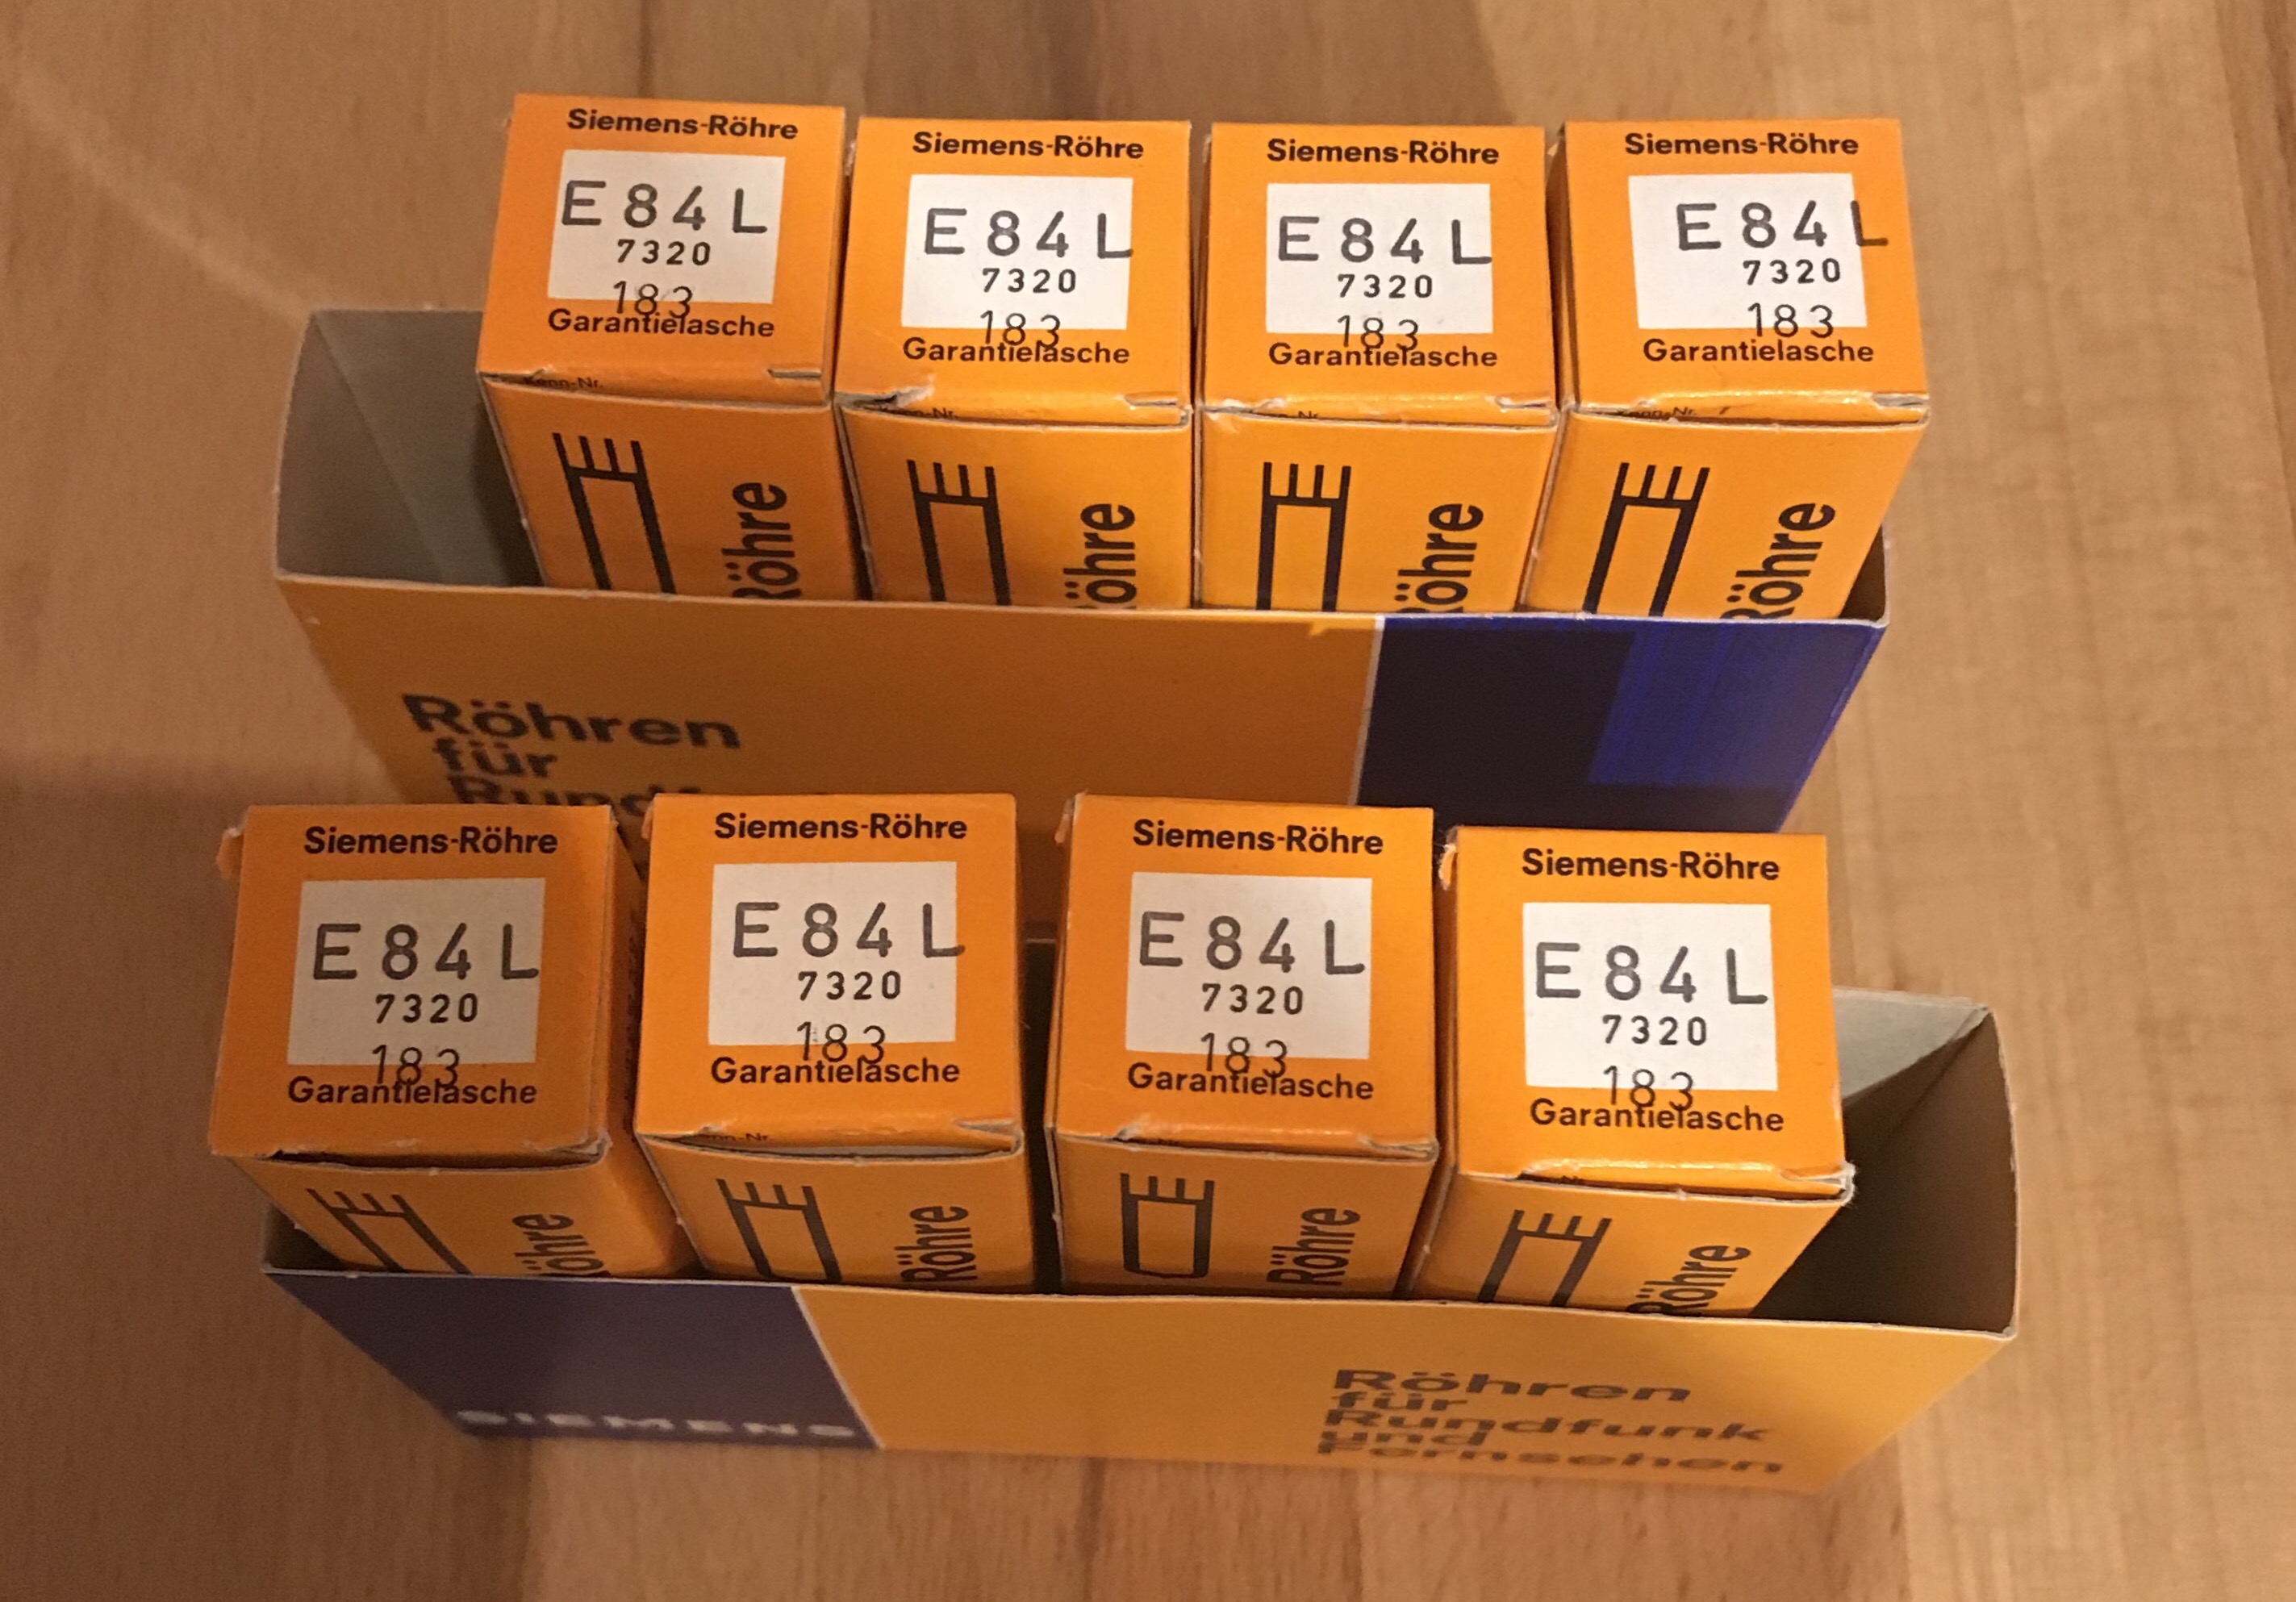 Siemens-Röhre
E84L
7320
183
Garantielasche
Röhre
Siemens-Röhre
E84L
7320
183
Garantielasche
Röhre
Siemens-Röhre
E84L
7320
183
Garantielasche
Röhre
Siemens-Röhre
E84L
7320
183
Garantielasche
Röhre
Röhren
für
Siemens-Röhre
E84L
7320
183
Garantielasche
Röhre
Siemens-Röhre
E84L
7320
183
Garantielasche
Röhre
Siemens-Röhre
E84L
7320
183
Garantielasche
Röhre
Siemens-Röhre
E84L
7320
183
Garantielasche
Röhre
SIEMENS
Röhren
für
Rundfunk
und
Fernsehen